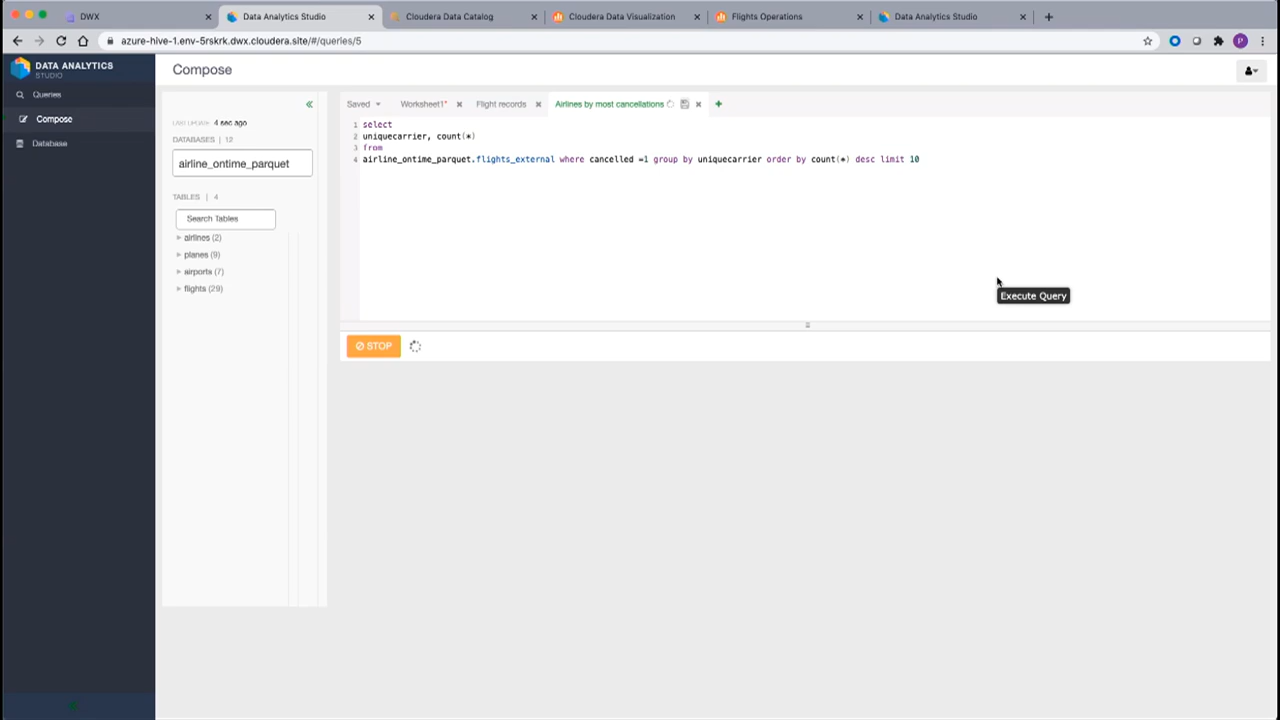 DWX
Data Analytics Studio
Cloudera Data Catalog
Cloudera Data Visualization
Flights Operations
Data Analytics Studio
azure-hive-1.env-5rskrk.dwx.cloudera.site/#/queries/5
P
DATA ANALYTICS
STUDIO
Compose
Queries
Compose
Database
LAST UPDATE 4 sec ago
DATABASES | 12
airline_ontime_parquet
TABLES | 4
Search Tables
airlines (2)
planes (9)
airports (7)
flights (29)
Saved
Worksheet1*
Flight records
Airlines by most cancellations
1 select
2 uniquecarrier, count(*)
3 from
4 airline_ontime_parquet.flights_external where cancelled =1 group by uniquecarrier order by count(*) desc limit 10
Execute Query
STOP